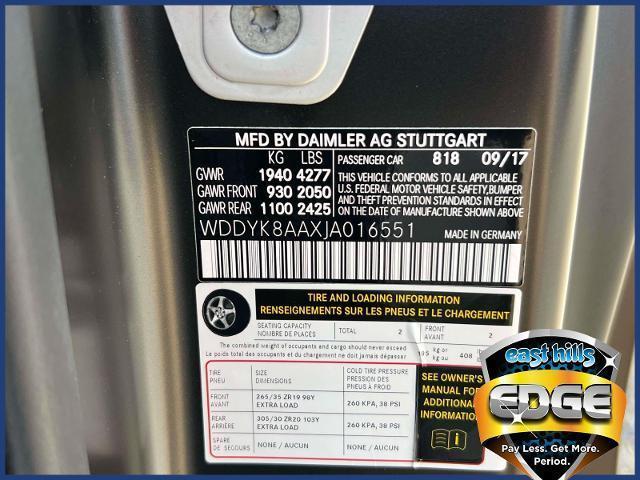 MFD BY DAIMLER AG STUTTGART
KG LBS
GVWR 1940 4277
GAWR FRONT 930 2050
GAWR REAR 1100 2425
PASSENGER CAR 818 09/17
THIS VEHICLE CONFORMS TO ALL APPLICABLE
U.S. FEDERAL MOTOR VEHICLE SAFETY, BUMPER
AND THEFT PREVENTION STANDARDS IN EFFECT
ON THE DATE OF MANUFACTURE SHOWN ABOVE.
WDDYK8AAXJA016551
MADE IN GERMANY
TIRE AND LOADING INFORMATION
RENSEIGNEMENTS SUR LES PNEUS ET LE CHARGEMENT
SEATING CAPACITY
NOMBRE DE PLACES
TOTAL 2
FRONT
AVANT 2
The combined weight of occupants and cargo should never exceed
Le poids total des occupants et du chargement ne doit jamais dépasser
195 kg or
kg ou 408
TIRE
PNEU
SIZE
DIMENSIONS
COLD TIRE PRESSURE
PRESSION DES
PNEUS À FROID
FRONT
AVANT
265/35 ZR19 98Y
EXTRA LOAD
260 KPA, 38 PSI
REAR
ARRIÈRE
305/30 ZR20 103Y
EXTRA LOAD
260 KPA, 38 PSI
SPARE
DE SECOURS
NONE / AUCUN
NONE / AUCUN
SEE OWNER'S
MANUAL FOR
ADDITIONAL
INFORMATION
east hills
EDGE
Pay Less. Get More.
Period.